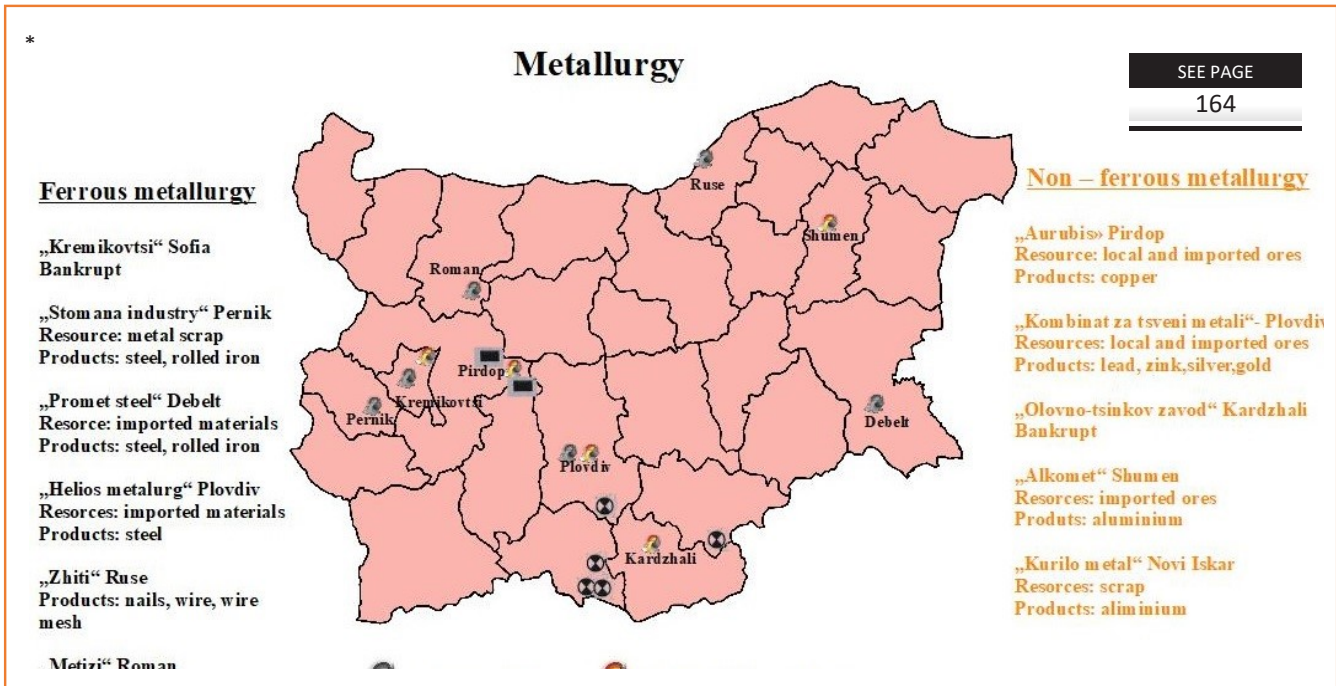 *
Metallurgy
SEE PAGE
164
Ferrous metallurgy
„Kremikovtsi“ Sofia
Bankrupt
„Stomana industry“ Pernik
Resource: metal scrap
Products: steel, rolled iron
„Promet steel“ Debelt
Resorce: imported materials
Products: steel, rolled iron
„Helios metalurg“ Plovdiv
Resorces: imported materials
Products: steel
„Zhiti“ Ruse
Products: nails, wire, wire
mesh
„Metizi“ Roman
Ruse
Shumen
Roman
Pirdop
Kremikovtsi
Pernik
Debelt
Plovdiv
Kardzhali
Non – ferrous metallurgy
„Aurubis» Pirdop
Resource: local and imported ores
Products: copper
„Kombinat za tsveni metali“- Plovdiv
Resources: local and imported ores
Products: lead, zink,silver,gold
„Olovno-tsinkov zavod“ Kardzhali
Bankrupt
„Alkomet“ Shumen
Resorces: imported ores
Produts: aluminium
„Kurilo metal“ Novi Iskar
Resorces: scrap
Products: aliminium